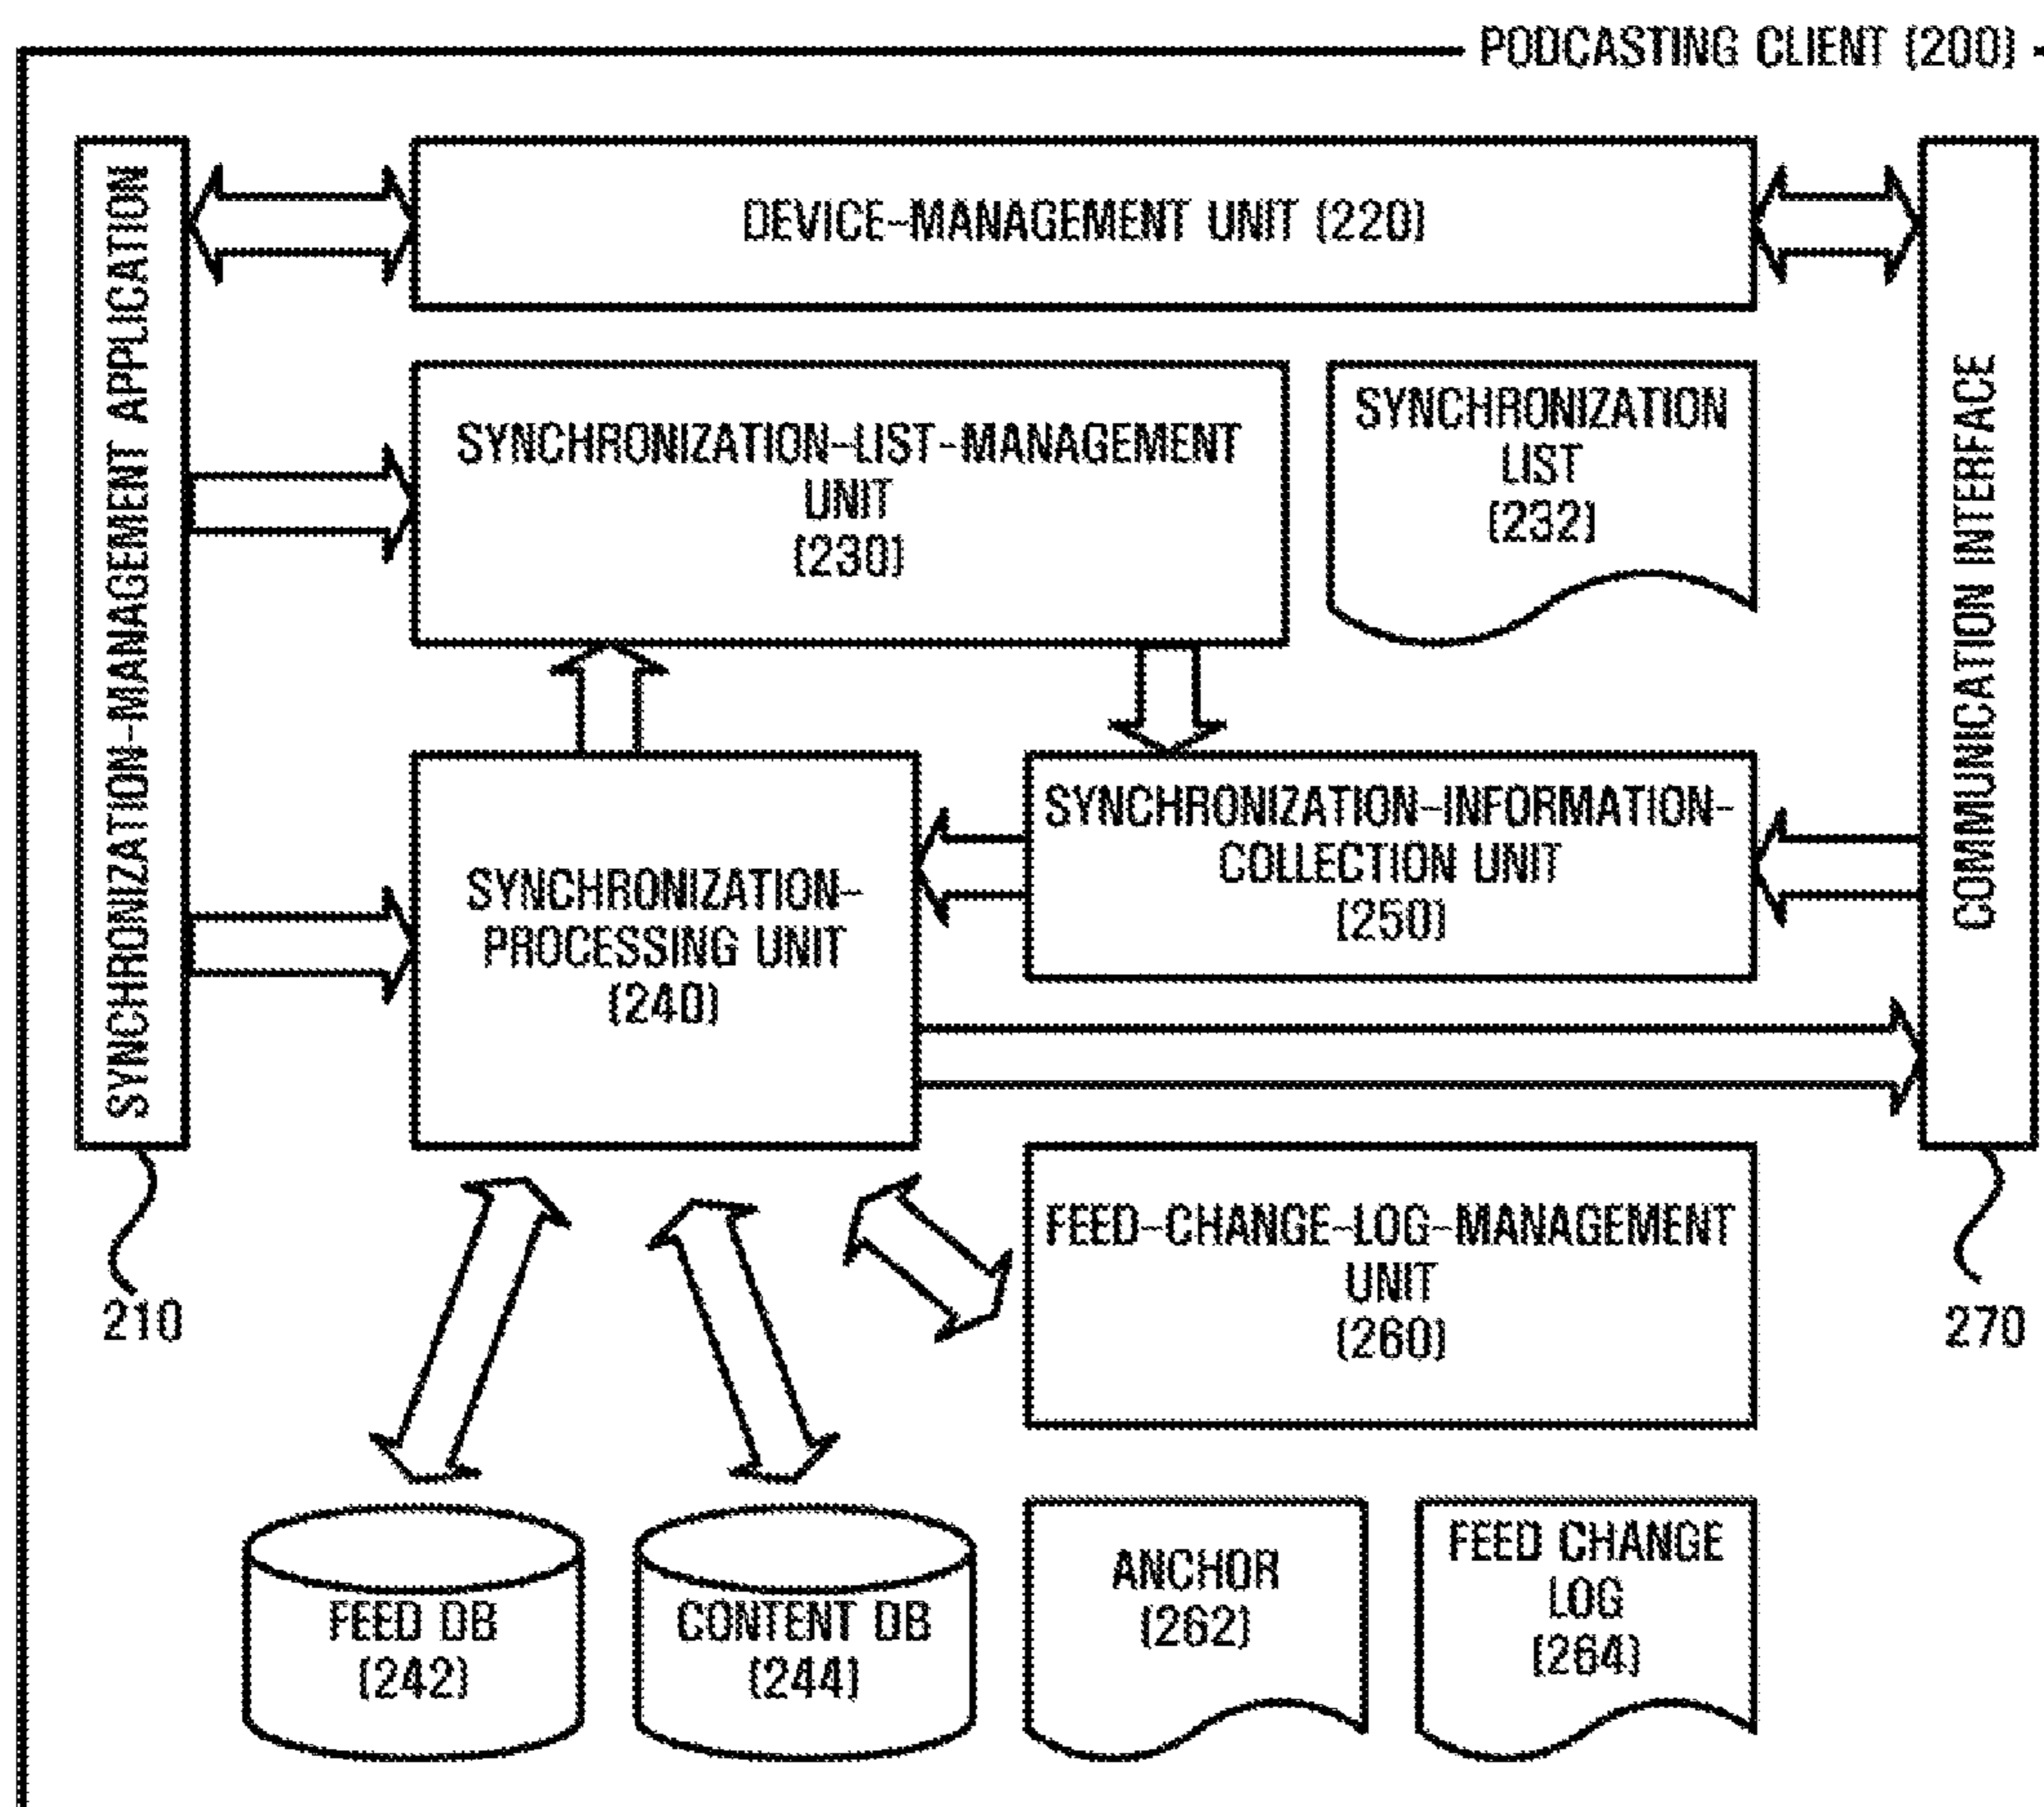 PODCASTING CLIENT (200)
SYNCHRONIZATION-MANAGEMENT APPLICATION
DEVICE-MANAGEMENT UNIT (220)
SYNCHRONIZATION-LIST-MANAGEMENT
UNIT
(230)
SYNCHRONIZATION
LIST
(232)
COMMUNICATION INTERFACE
SYNCHRONIZATION-
PROCESSING UNIT
(240)
SYNCHRONIZATION-INFORMATION-
COLLECTION UNIT
(250)
210
FEED-CHANGE-LOG-MANAGEMENT
UNIT
(260)
270
FEED DB
(242)
CONTENT DB
(244)
ANCHOR
(262)
FEED CHANGE
LOG
(264)